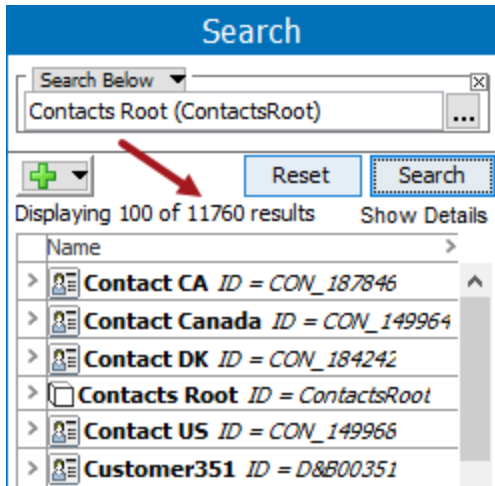 Search
Search Below
Contacts Root (ContactsRoot)
...
Reset Search
Displaying 100 of 11760 results Show Details
Name >
> Contact CA ID = CON_187846
> Contact Canada ID = CON_149964
> Contact DK ID = CON_184242
> Contacts Root ID = ContactsRoot
> Contact US ID = CON_149968
> Customer351 ID = D&B00351